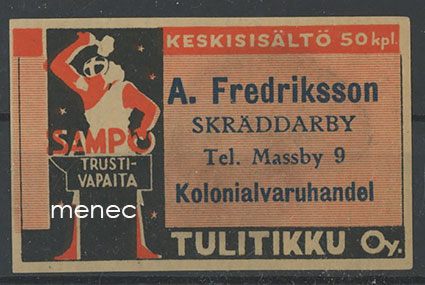 KESKISISÄLTÖ 50 kpl.
A. Fredriksson
SKRÄDDARBY
Tel. Massby 9
Kolonialvaruhandel
SAMPO
TRUSTI-
VAPAITA
menec
TULITIKKU Oy.